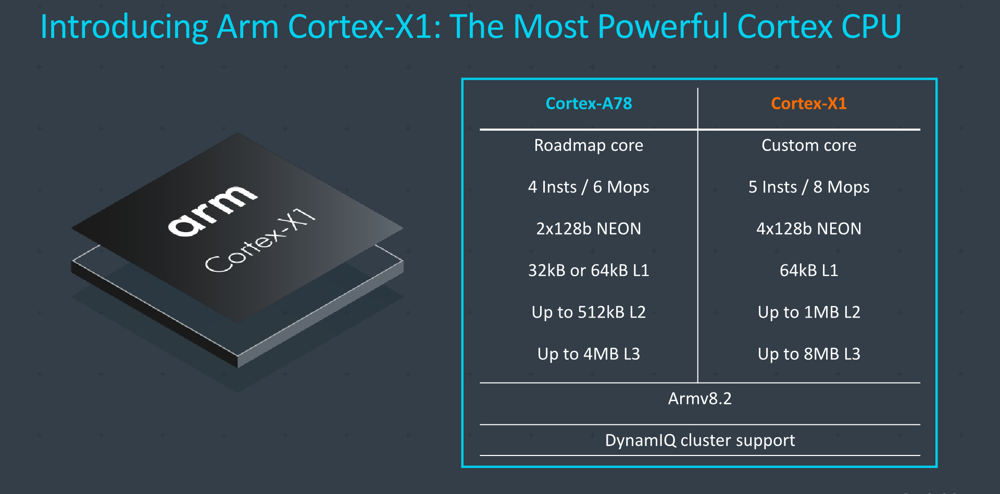 Introducing Arm Cortex-X1: The Most Powerful Cortex CPU
arm
Cortex-X1
Cortex-A78 Cortex-X1
Roadmap core Custom core
4 Insts / 6 Mops 5 Insts / 8 Mops
2x128b NEON 4x128b NEON
32kB or 64kB L1 64kB L1
Up to 512kB L2 Up to 1MB L2
Up to 4MB L3 Up to 8MB L3
Armv8.2
DynamIQ cluster support